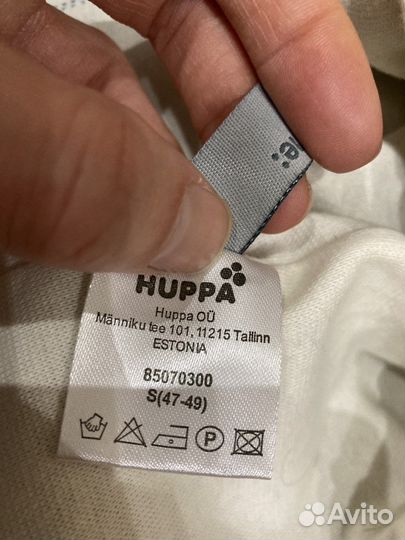 HUPPA
Huppa OÜ
Männiku tee 101, 11215 Tallinn
ESTONIA
85070300
S(47-49)
P
Avito